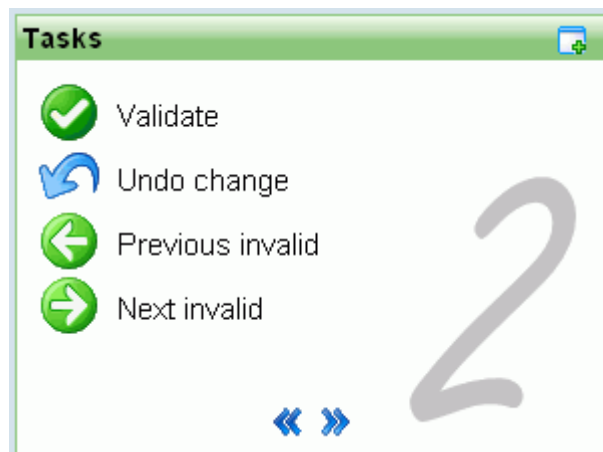 Tasks
Validate
Undo change
Previous invalid
Next invalid
2